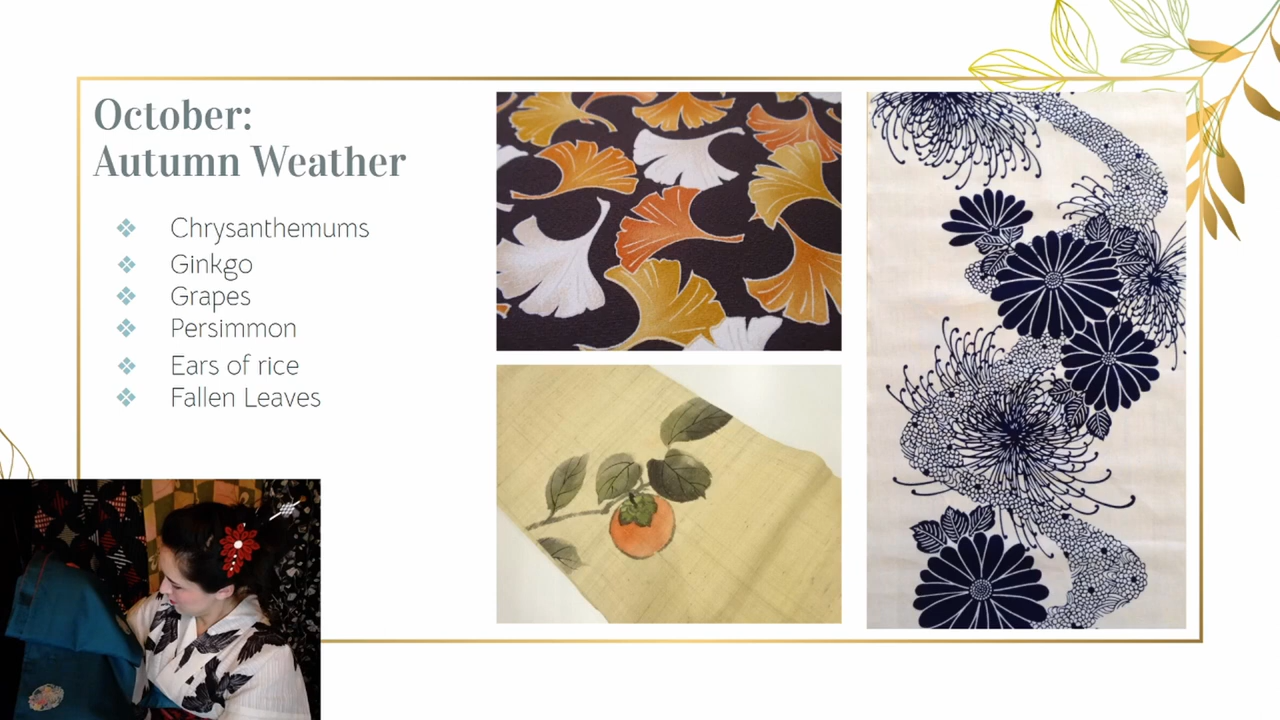 October:
Autumn Weather
Chrysanthemums
Ginkgo
Grapes
Persimmon
Ears of rice
Fallen Leaves